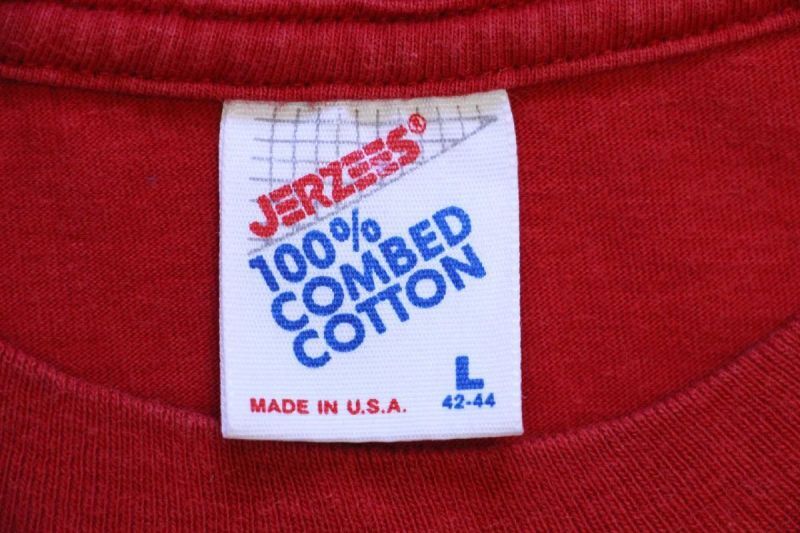 JERZEES®
100%
COMBED
COTTON
L
MADE IN U.S.A.
42-44